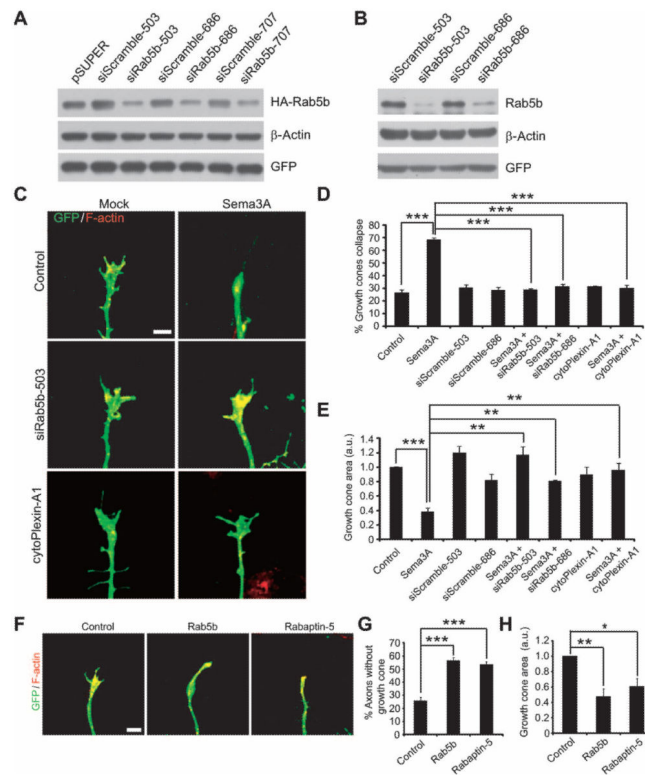 A
pSUPER
siScramble-503
siRab5b-503
siScramble-686
siRab5b-686
siScramble-707
siRab5b-707
HA-Rab5b
β-Actin
GFP
B
siScramble-503
siRab5b-503
siScramble-686
siRab5b-686
Rab5b
β-Actin
GFP
C
Mock
Sema3A
GFP/F-actin
Control
siRab5b-503
cytoPlexin-A1
D
% Growth cones collapse
80
70
60
50
40
30
20
10
0
***
***
***
***
Control
Sema3A
siScramble-503
siScramble-686
Sema3A+
siRab5b-503
Sema3A+
siRab5b-686
cytoPlexin-A1
Sema3A+
cytoPlexin-A1
E
Growth cone area (a.u.)
1.4
1.2
1.0
0.8
0.6
0.4
0.2
0
***
**
**
**
Control
Sema3A
siScramble-503
siScramble-686
Sema3A+
siRab5b-503
Sema3A+
siRab5b-686
cytoPlexin-A1
Sema3A+
cytoPlexin-A1
F
Control
Rab5b
Rabaptin-5
GFP/F-actin
G
% Axons without
growth cone
80
70
60
50
40
30
20
10
0
***
***
Control
Rab5b
Rabaptin-5
H
Growth cone area (a.u.)
1.4
1.2
1
0.8
0.6
0.4
0.2
0
*
**
Control
Rab5b
Rabaptin-5